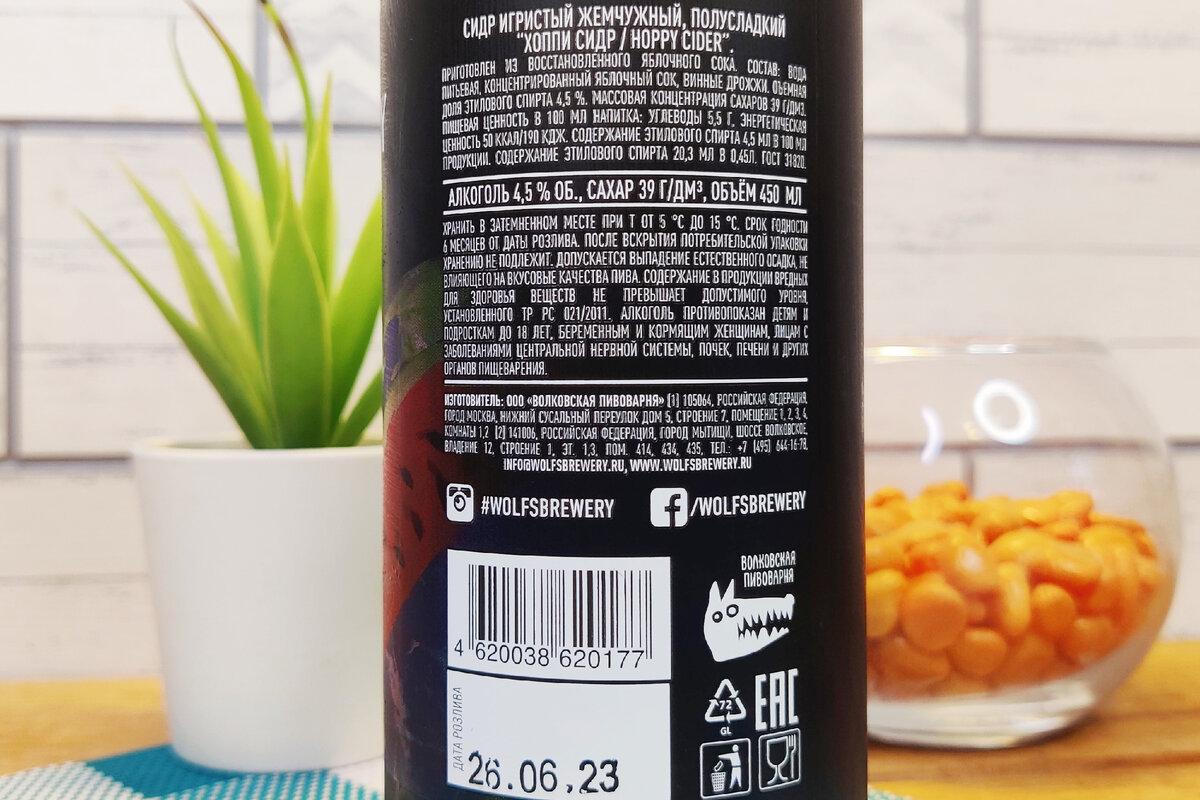 СИДР ИГРИСТЫЙ ЖЕМЧУЖНЫЙ, ПОЛУСЛАДКИЙ
"ХОППИ СИДР / HOPPY CIDER".
ПРИГОТОВЛЕН ИЗ ВОССТАНОВЛЕННОГО ЯБЛОЧНОГО СОКА. СОСТАВ: ВОДА
ПИТЬЕВАЯ, КОНЦЕНТРИРОВАННЫЙ ЯБЛОЧНЫЙ СОК, ВИННЫЕ ДРОЖЖИ. ОБЪЕМНАЯ
ДОЛЯ ЭТИЛОВОГО СПИРТА 4,5 %. МАССОВАЯ КОНЦЕНТРАЦИЯ САХАРОВ 39 Г/ДМ3.
ПИЩЕВАЯ ЦЕННОСТЬ В 100 МЛ НАПИТКА: УГЛЕВОДЫ 5,5 Г, ЭНЕРГЕТИЧЕСКАЯ
ЦЕННОСТЬ 50 ККАЛ/190 КДЖ. СОДЕРЖАНИЕ ЭТИЛОВОГО СПИРТА 4,5 МЛ В 100 МЛ
ПРОДУКЦИИ. СОДЕРЖАНИЕ ЭТИЛОВОГО СПИРТА 20,3 МЛ В 0,45Л. ГОСТ 31820.
АЛКОГОЛЬ 4,5 % ОБ., САХАР 39 Г/ДМ³, ОБЪЁМ 450 МЛ
ХРАНИТЬ В ЗАТЕМНЕННОМ МЕСТЕ ПРИ Т ОТ 5 °C ДО 15 °C. СРОК ГОДНОСТИ
6 МЕСЯЦЕВ ОТ ДАТЫ РОЗЛИВА. ПОСЛЕ ВСКРЫТИЯ ПОТРЕБИТЕЛЬСКОЙ УПАКОВКИ
ХРАНЕНИЮ НЕ ПОДЛЕЖИТ. ДОПУСКАЕТСЯ ВЫПАДЕНИЕ ЕСТЕСТВЕННОГО ОСАДКА, НЕ
ВЛИЯЮЩЕГО НА ВКУСОВЫЕ КАЧЕСТВА ПИВА. СОДЕРЖАНИЕ В ПРОДУКЦИИ ВРЕДНЫХ
ДЛЯ ЗДОРОВЬЯ ВЕЩЕСТВ НЕ ПРЕВЫШАЕТ ДОПУСТИМОГО УРОВНЯ,
УСТАНОВЛЕННОГО ТР РС 021/2011. АЛКОГОЛЬ ПРОТИВОПОКАЗАН ДЕТЯМ И
ПОДРОСТКАМ ДО 18 ЛЕТ, БЕРЕМЕННЫМ И КОРМЯЩИМ ЖЕНЩИНАМ, ЛИЦАМ С
ЗАБОЛЕВАНИЯМИ ЦЕНТРАЛЬНОЙ НЕРВНОЙ СИСТЕМЫ, ПОЧЕК, ПЕЧЕНИ И ДРУГИХ
ОРГАНОВ ПИЩЕВАРЕНИЯ.
ИЗГОТОВИТЕЛЬ: ООО «ВОЛКОВСКАЯ ПИВОВАРНЯ» [1] 105064, РОССИЙСКАЯ ФЕДЕРАЦИЯ,
ГОРОД МОСКВА, НИЖНИЙ СУСАЛЬНЫЙ ПЕРЕУЛОК ДОМ 5, СТРОЕНИЕ 7, ПОМЕЩЕНИЕ 1, 2, 3, 4,
КОМНАТЫ 1,2 [2] 141006, РОССИЙСКАЯ ФЕДЕРАЦИЯ, ГОРОД МЫТИЩИ, ШОССЕ ВОЛКОВСКОЕ,
ВЛАДЕНИЕ 12, СТРОЕНИЕ 1, ЭТ. 1,3, ПОМ. 414, 434, 435, ТЕЛ.: +7 (495) 644-16-78,
INFO@WOLFSBREWERY.RU, WWW.WOLFSBREWERY.RU
#WOLFSBREWERY f/WOLFSBREWERY
ВОЛКОВСКАЯ
ПИВОВАРНЯ
4 620038 620177
72
GL
EAC
ДАТА РОЗЛИВА
26.06.23